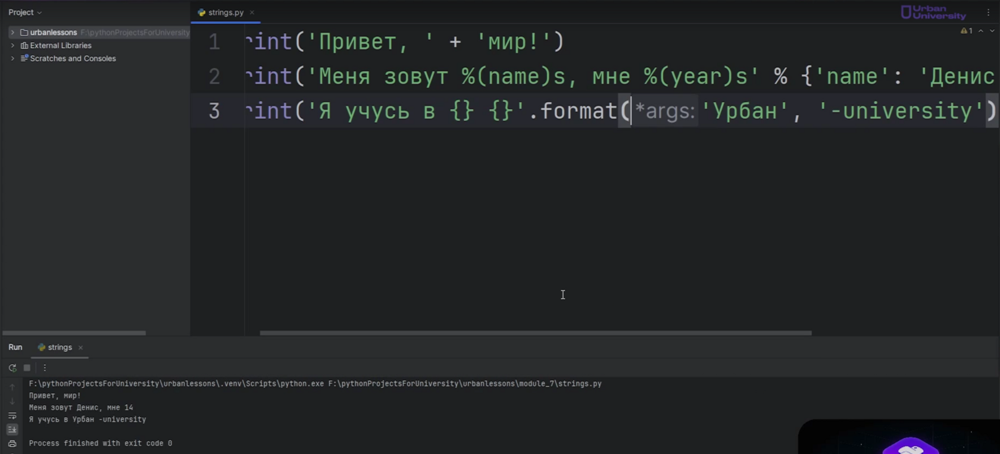 Project
strings.py
Urban University
urbanlessons F:\pythonProjectsForUniversity
External Libraries
Scratches and Consoles
1
1 rint('Привет, ' + 'мир!')
2 rint('Меня зовут %(name)s, мне %(year)s' % {'name': 'Денис
3 rint('Я учусь в {} {}'.format(*args: 'Урбан', '-university')
Run strings
F:\pythonProjectsForUniversity\urbanlessons\.venv\Scripts\python.exe F:\pythonProjectsForUniversity\urbanlessons\module_7\strings.py
Привет, мир!
Меня зовут Денис, мне 14
Я учусь в Урбан -university
Process finished with exit code 0